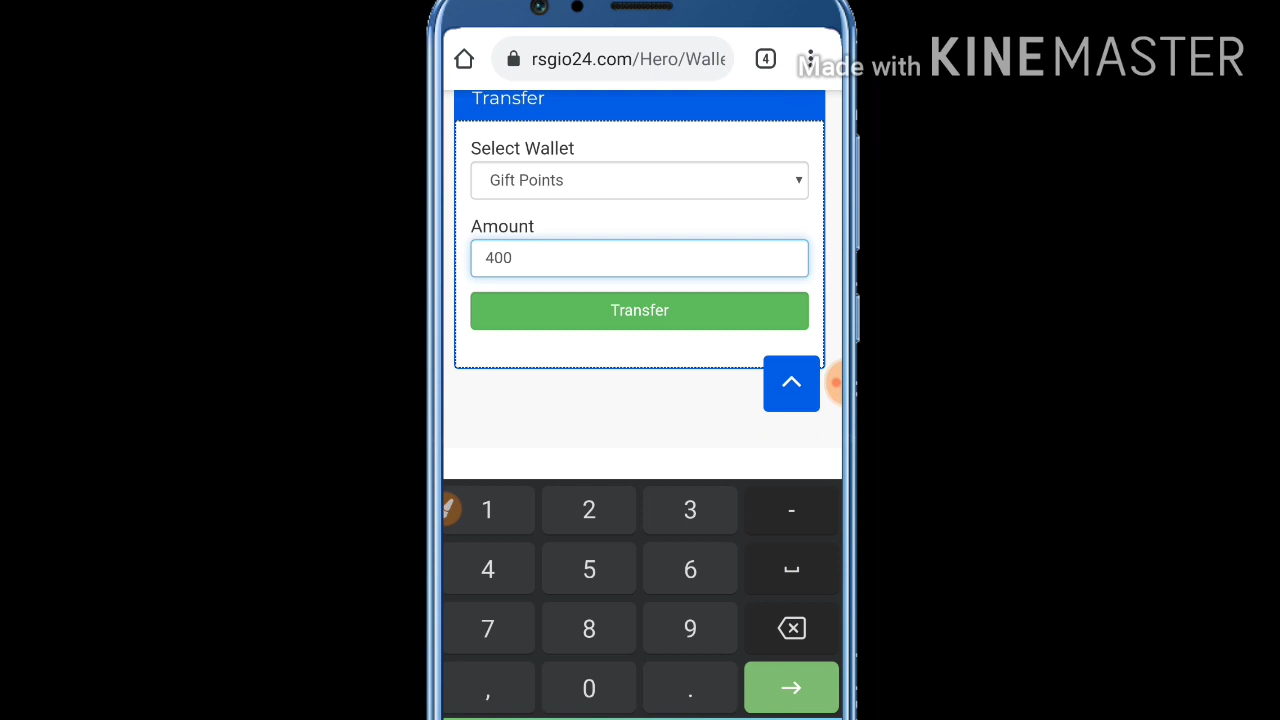 rsgio24.com/Hero/Walle
4
Made with KINEMASTER
Transfer
Select Wallet
Gift Points
Amount
400
Transfer
1 2 3 -
4 5 6
7 8 9
, 0 .